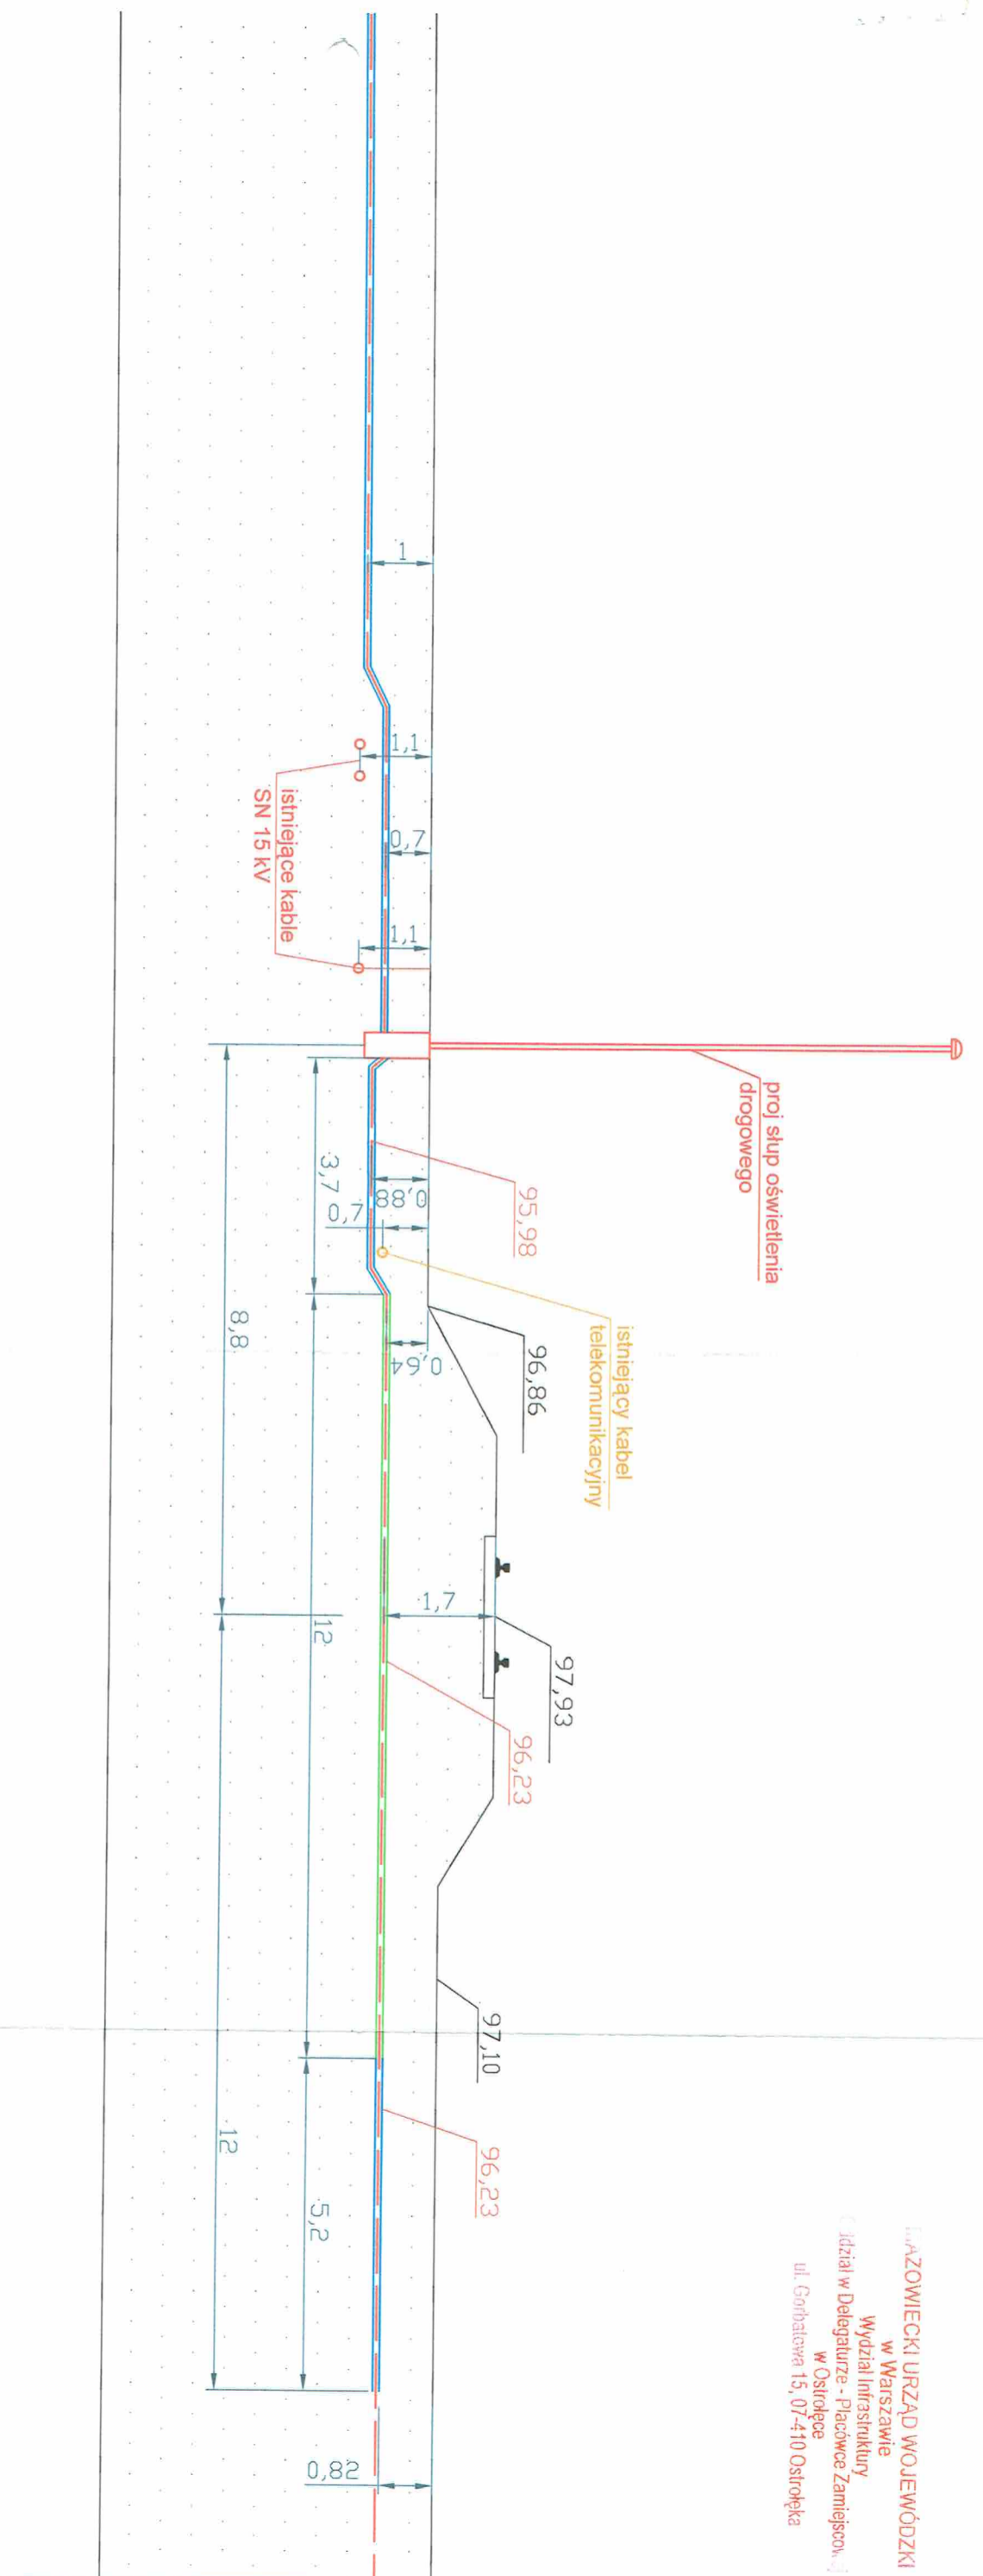 MAZOWIECKI URZĄD WOJEWÓDZKI
w Warszawie
Wydział Infrastruktury
Oddział w Delegaturze - Placówce Zamiejscowej
w Ostrołęce
ul. Gorbatowa 15, 07-410 Ostrołęka
proj słup oświetlenia
drogowego
istniejący kabel
telekomunikacyjny
97,93
96,86
95,98
96,23
97,10
96,23
1
1,1
0,7
1,1
0,88
0,7
0,64
1,7
0,82
istniejące kable
SN 15 kV
3,7
12
5,2
8,8
12